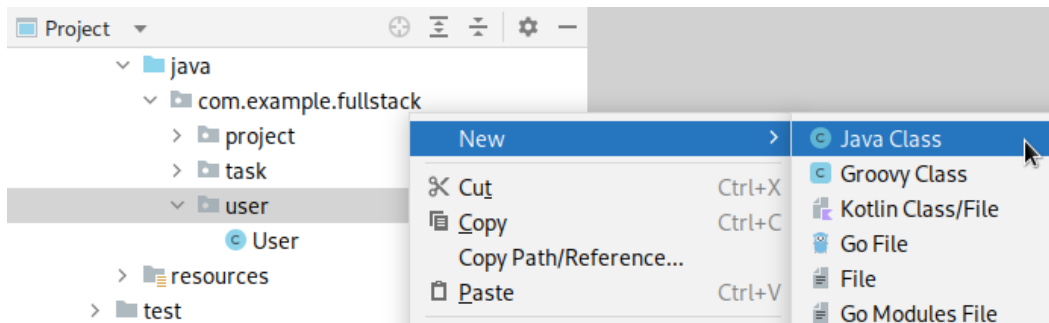 Project
java
com.example.fullstack
project
task
user
User
resources
test
New
Cut Ctrl+X
Copy Ctrl+C
Copy Path/Reference...
Paste Ctrl+V
Java Class
Groovy Class
Kotlin Class/File
Go File
File
Go Modules File